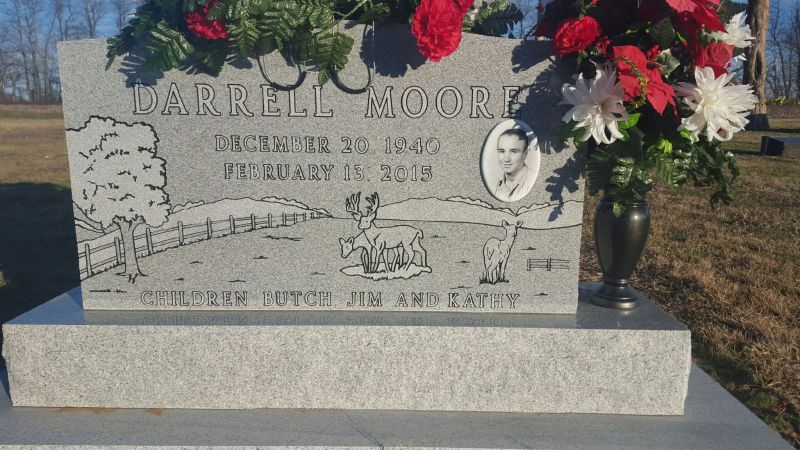 DARRELL MOORE
DECEMBER 20. 1940
FEBRUARY 13. 2015
CHILDREN BUTCH JIM AND KATHY